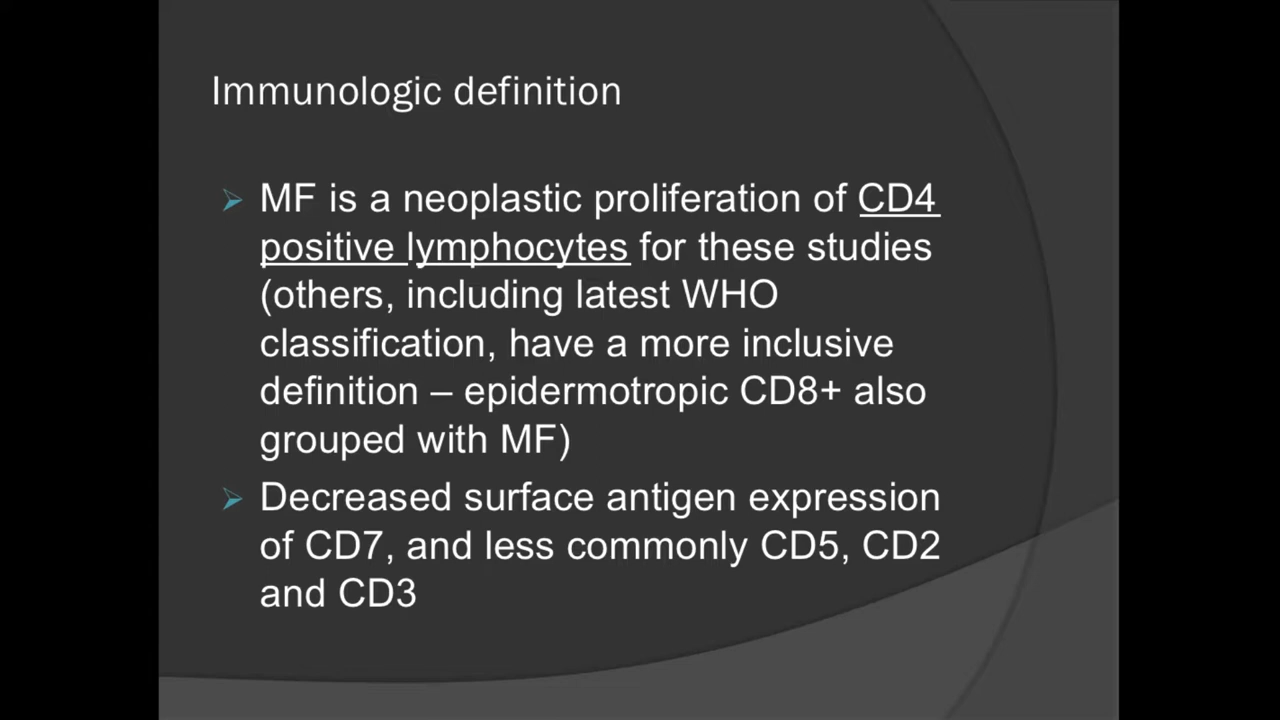 Immunologic definition
MF is a neoplastic proliferation of CD4
positive lymphocytes for these studies
(others, including latest WHO
classification, have a more inclusive
definition – epidermotropic CD8+ also
grouped with MF)
Decreased surface antigen expression
of CD7, and less commonly CD5, CD2
and CD3